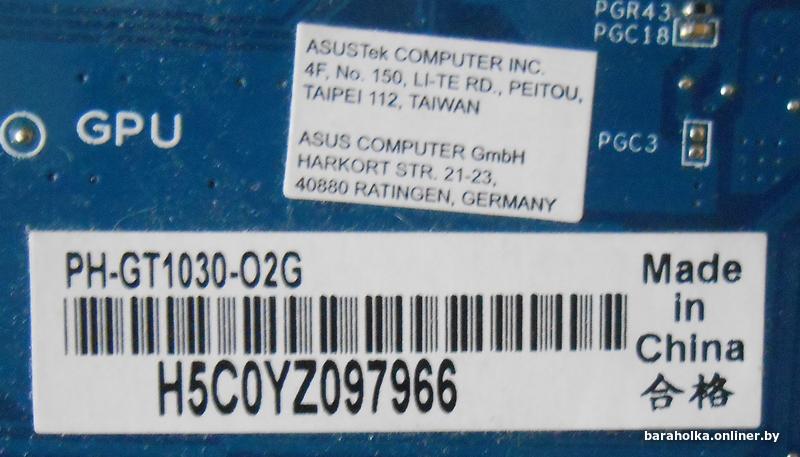 PGR43
PGC18
ASUSTek COMPUTER INC.
4F, No. 150, LI-TE RD., PEITOU,
TAIPEI 112, TAIWAN
ASUS COMPUTER GmbH
HARKORT STR. 21-23,
40880 RATINGEN, GERMANY
GPU
PGC3
PH-GT1030-O2G
H5C0YZ097966
Made
in
China
合格
baraholka.onliner.by